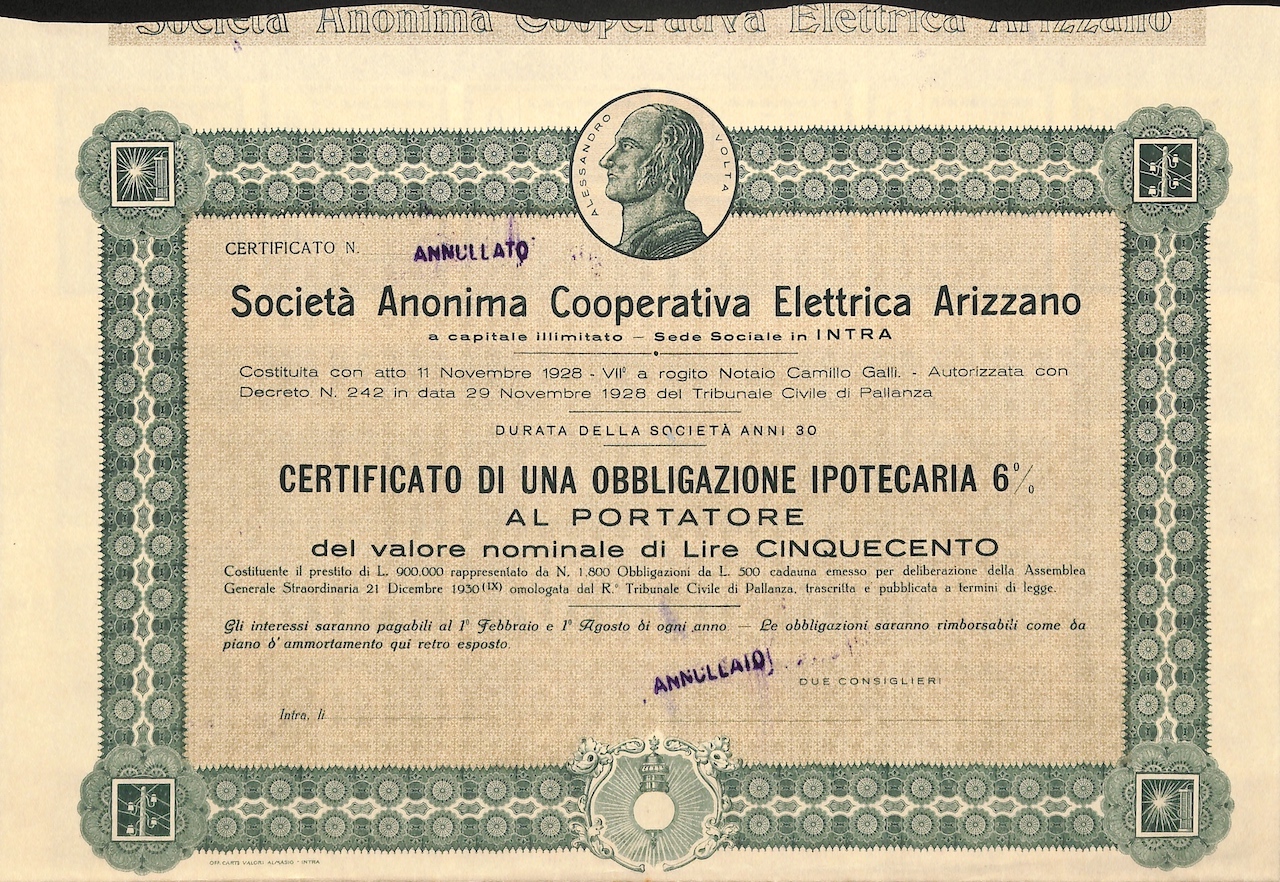 Società Anonima Cooperativa Elettrica Arizzano
ALESSANDRO VOLTA
CERTIFICATO N.
ANNULLATO
Società Anonima Cooperativa Elettrica Arizzano
a capitale illimitato – Sede Sociale in INTRA
Costituita con atto 11 Novembre 1928 - VII° a rogito Notaio Camillo Galli. - Autorizzata con
Decreto N. 242 in data 29 Novembre 1928 del Tribunale Civile di Pallanza
DURATA DELLA SOCIETÀ ANNI 30
CERTIFICATO DI UNA OBBLIGAZIONE IPOTECARIA 6%
AL PORTATORE
del valore nominale di Lire CINQUECENTO
Costituente il prestito di L. 900.000 rappresentato da N. 1.800 Obbligazioni da L. 500 cadauna emesso per deliberazione della Assemblea
Generale Straordinaria 21 Dicembre 1930 (IX) omologata dal R.° Tribunale Civile di Pallanza, trascritta e pubblicata a termini di legge.
Gli interessi saranno pagabili al 1° Febbraio e 1° Agosto di ogni anno. — Le obbligazioni saranno rimborsabili come da
piano d'ammortamento qui retro esposto.
ANNULLATO
DUE CONSIGLIERI
Intra, lì
OFF. CARTE VALORI ALMASIO - INTRA